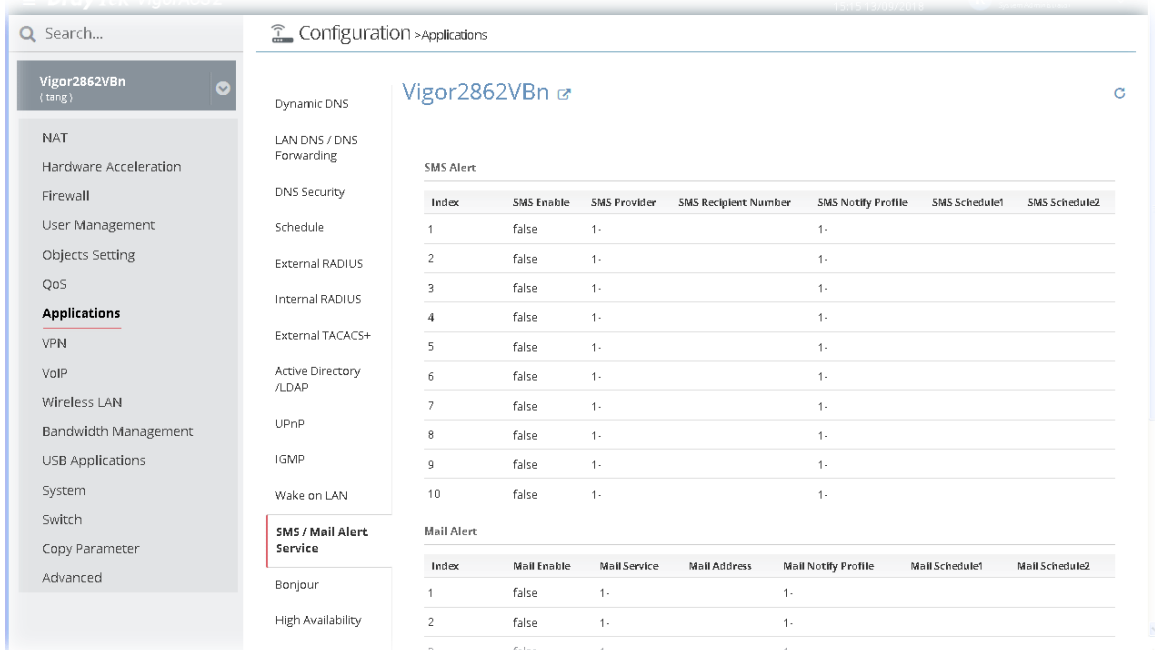 Search...
Configuration >Applications
Vigor2862VBn
( tang )
NAT
Hardware Acceleration
Firewall
User Management
Objects Setting
QoS
Applications
VPN
VoIP
Wireless LAN
Bandwidth Management
USB Applications
System
Switch
Copy Parameter
Advanced
Dynamic DNS
LAN DNS / DNS
Forwarding
DNS Security
Schedule
External RADIUS
Internal RADIUS
External TACACS+
Active Directory
/LDAP
UPnP
IGMP
Wake on LAN
SMS / Mail Alert
Service
Bonjour
High Availability
Vigor2862VBn
SMS Alert
Index SMS Enable SMS Provider SMS Recipient Number SMS Notify Profile SMS Schedule1 SMS Schedule2
1 false 1- 1-
2 false 1- 1-
3 false 1- 1-
4 false 1- 1-
5 false 1- 1-
6 false 1- 1-
7 false 1- 1-
8 false 1- 1-
9 false 1- 1-
10 false 1- 1-
Mail Alert
Index Mail Enable Mail Service Mail Address Mail Notify Profile Mail Schedule1 Mail Schedule2
1 false 1- 1-
2 false 1- 1-